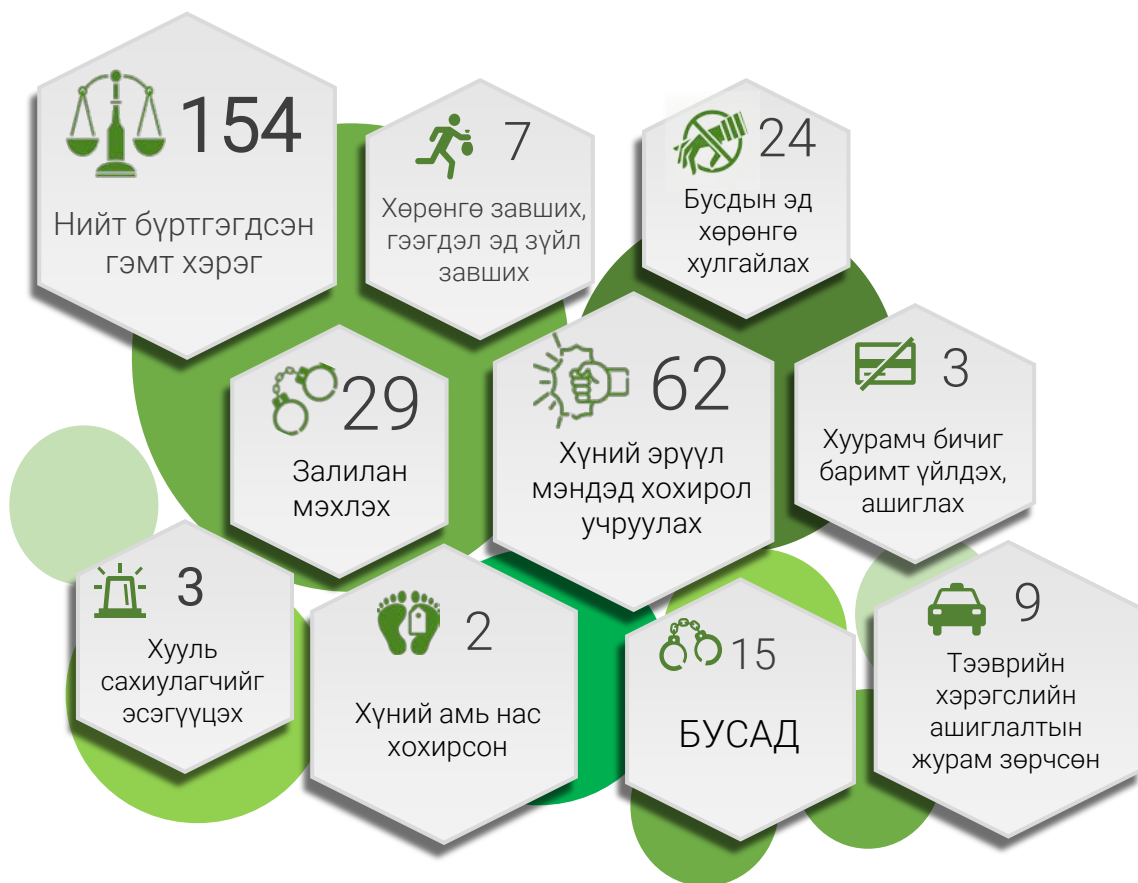 154
Нийт бүртгэгдсэн
гэмт хэрэг
7
Хөрөнгө завших,
гээгдэл эд зүйл
завших
24
Бусдын эд
хөрөнгө
хулгайлах
29
Залилан
мэхлэх
62
Хүний эрүүл
мэндэд хохирол
учруулах
3
Хуурамч бичиг
баримт үйлдэх,
ашиглах
3
Хууль
сахиулагчийг
эсэгүүцэх
2
Хүний амь нас
хохирсон
15
БУСАД
9
Тээврийн
хэрэгслийн
ашиглалтын
журам зөрчсөн